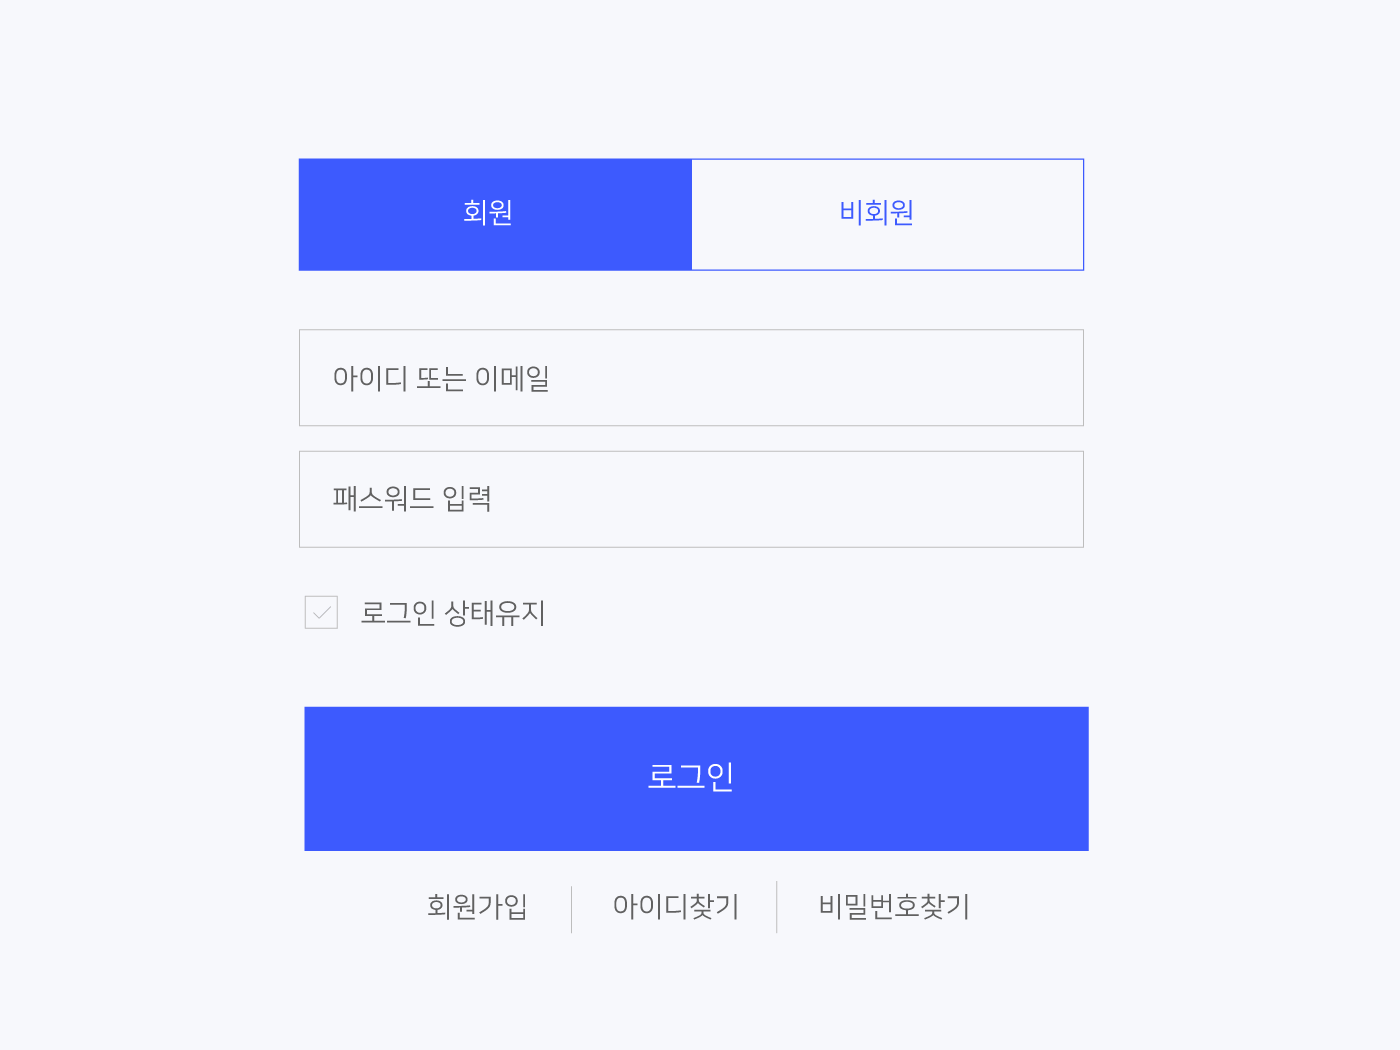 회원 비회원
아이디 또는 이메일
패스워드 입력
로그인 상태유지
로그인
회원가입 아이디찾기 비밀번호찾기